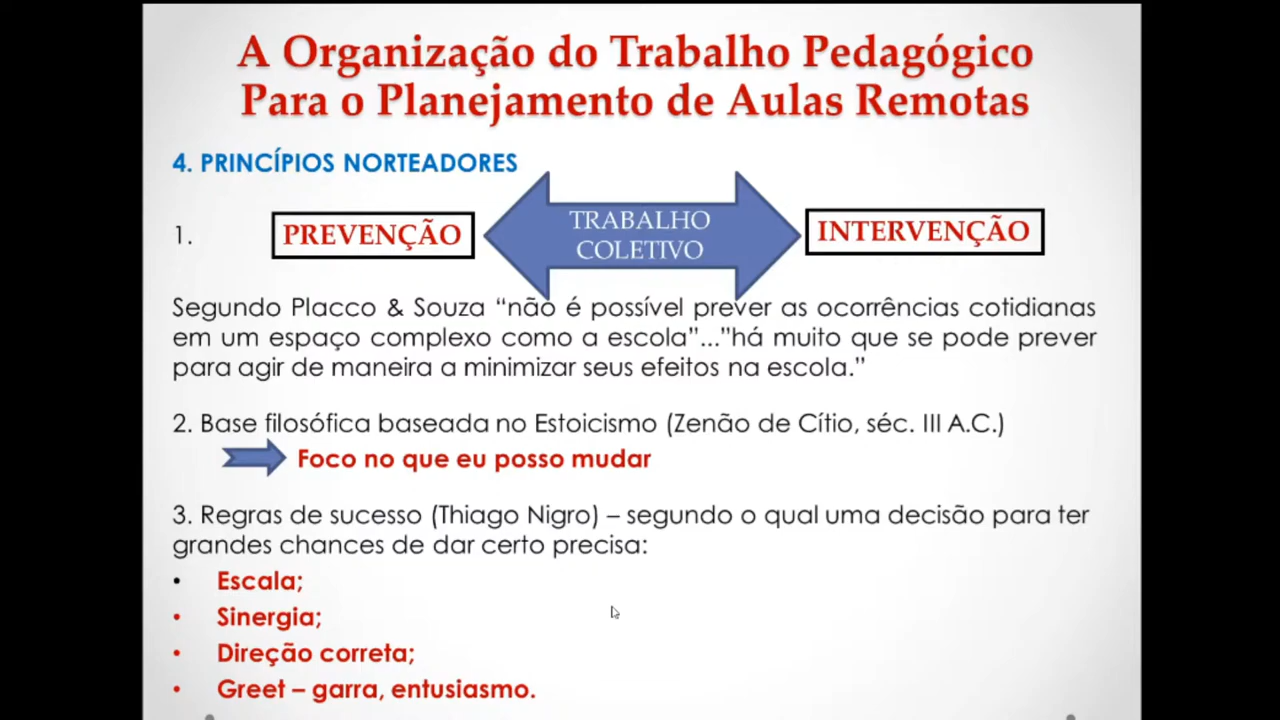 A Organização do Trabalho Pedagógico
Para o Planejamento de Aulas Remotas
4. PRINCÍPIOS NORTEADORES
1.
PREVENÇÃO
TRABALHO
COLETIVO
INTERVENÇÃO
Segundo Placco & Souza “não é possível prever as ocorrências cotidianas
em um espaço complexo como a escola”...”há muito que se pode prever
para agir de maneira a minimizar seus efeitos na escola.”
2. Base filosófica baseada no Estoicismo (Zenão de Cítio, séc. III A.C.)
Foco no que eu posso mudar
3. Regras de sucesso (Thiago Nigro) – segundo o qual uma decisão para ter
grandes chances de dar certo precisa:
• Escala;
• Sinergia;
• Direção correta;
• Greet – garra, entusiasmo.